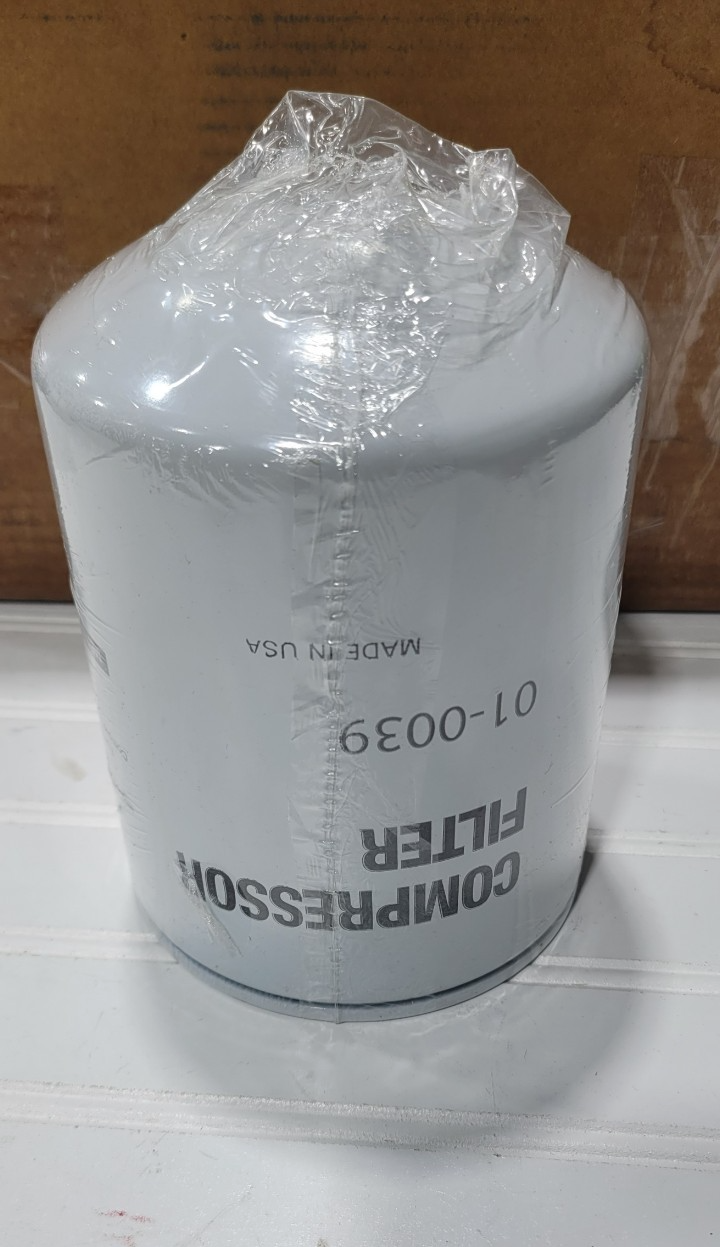 COMPRESSOR
FILTER
01-0039
MADE IN USA